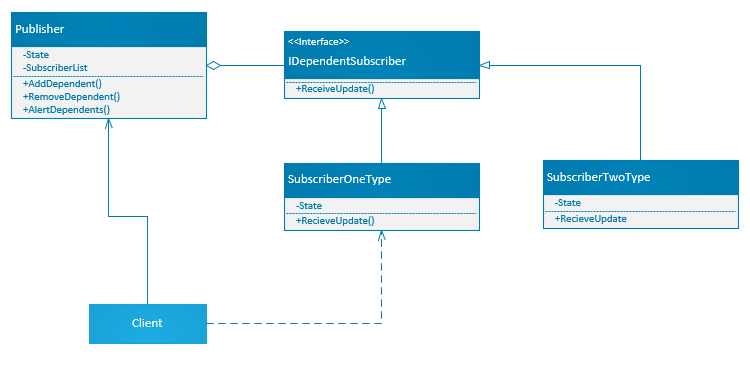 Publisher
-State
-SubscriberList
+AddDependent()
+RemoveDependent()
+AlertDependents()
<<Interface>>
IDependentSubscriber
+ReceiveUpdate()
SubscriberOneType
-State
+RecieveUpdate()
SubscriberTwoType
-State
+RecieveUpdate
Client